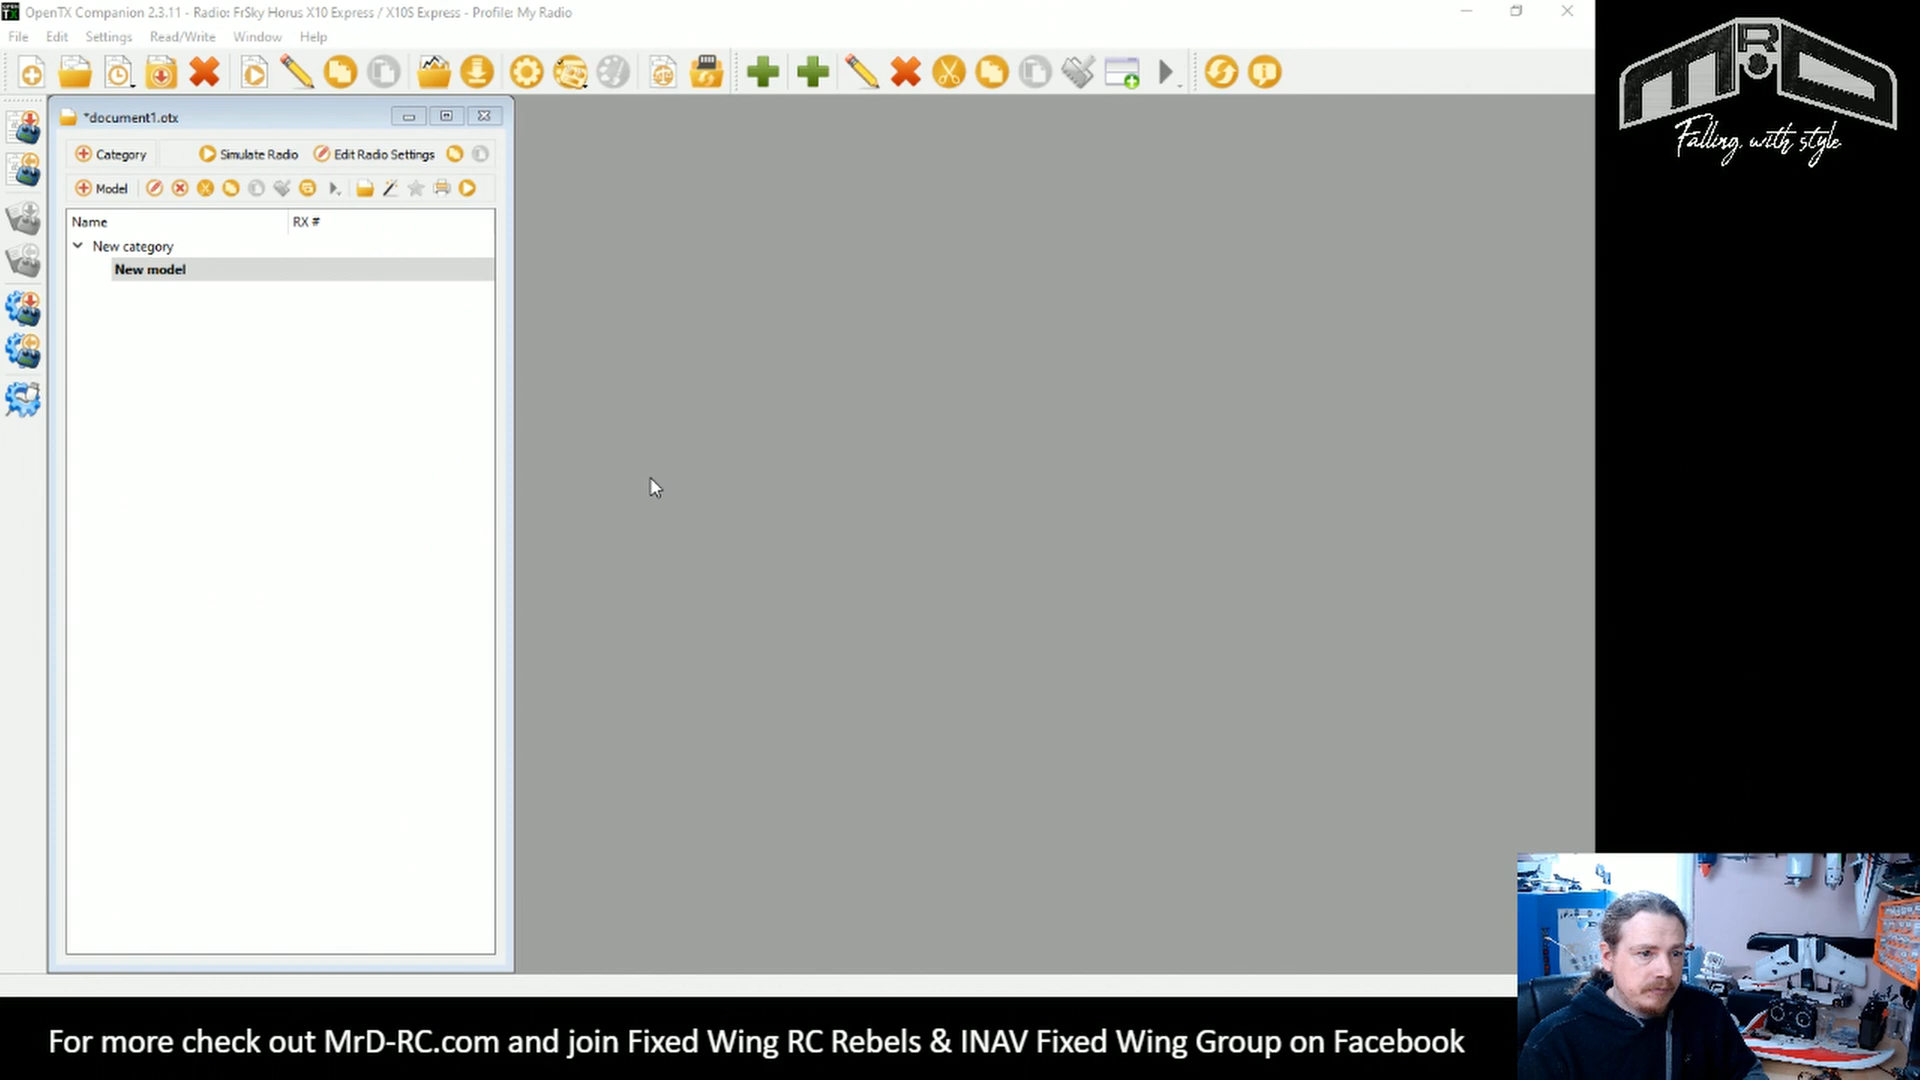 OpenTX Companion 2.3.11 - Radio: FrSky Horus X10 Express / X10S Express - Profile: My Radio
File Edit Settings Read/Write Window Help
*document1.otx
Category Simulate Radio Edit Radio Settings
Model
Name RX #
New category
New model
MRD
Falling with style
For more check out MrD-RC.com and join Fixed Wing RC Rebels & INAV Fixed Wing Group on Facebook